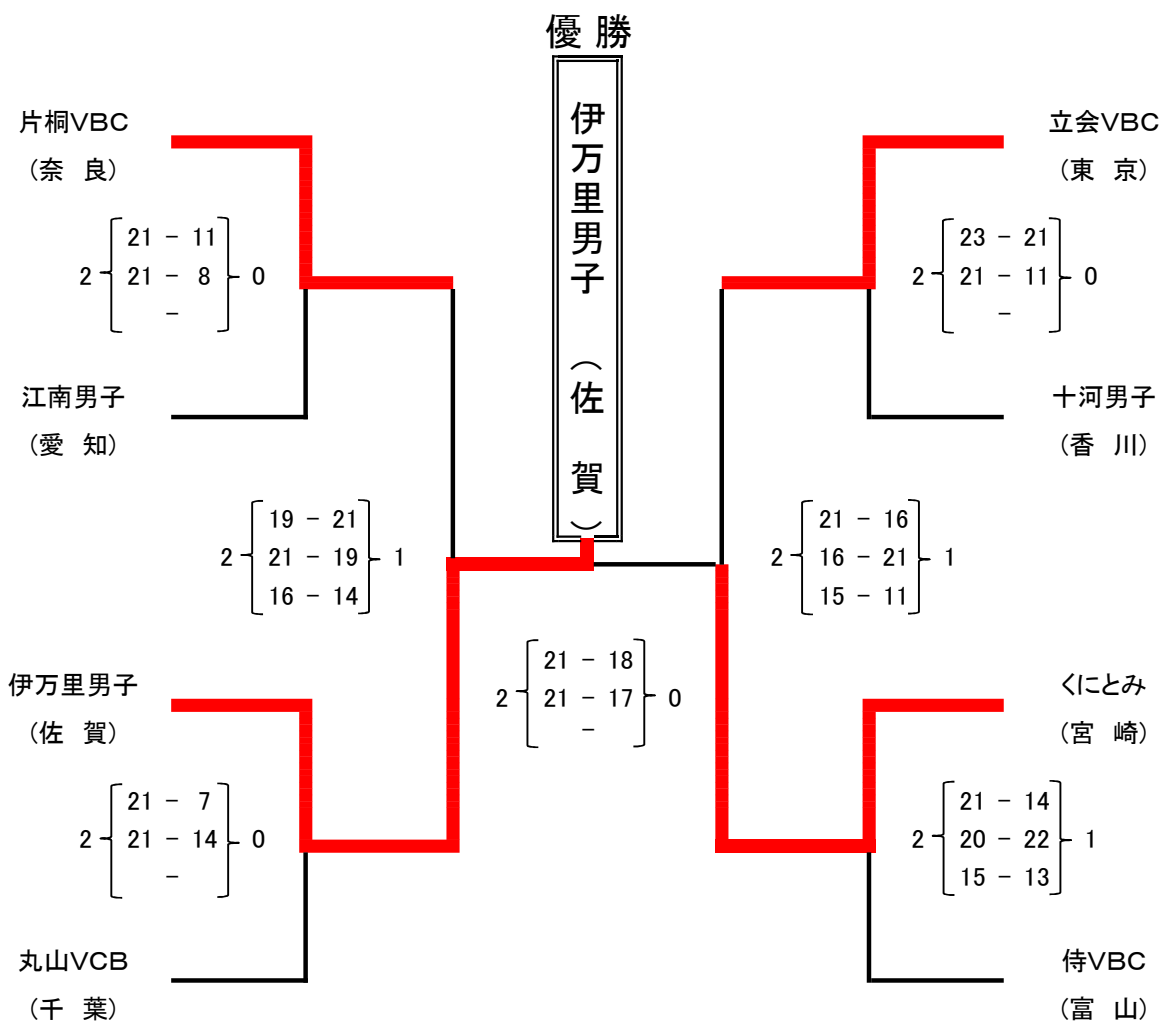 優勝
伊万里男子 (佐 賀)
片桐VBC
(奈 良)
21 - 11
2 21 - 8 0
-
江南男子
(愛 知)
19 - 21
2 21 - 19 1
16 - 14
伊万里男子
(佐 賀)
21 - 7
2 21 - 14 0
-
丸山VCB
(千 葉)
21 - 18
2 21 - 17 0
-
立会VBC
(東 京)
23 - 21
2 21 - 11 0
-
十河男子
(香 川)
21 - 16
2 16 - 21 1
15 - 11
くにとみ
(宮 崎)
21 - 14
2 20 - 22 1
15 - 13
侍VBC
(富 山)